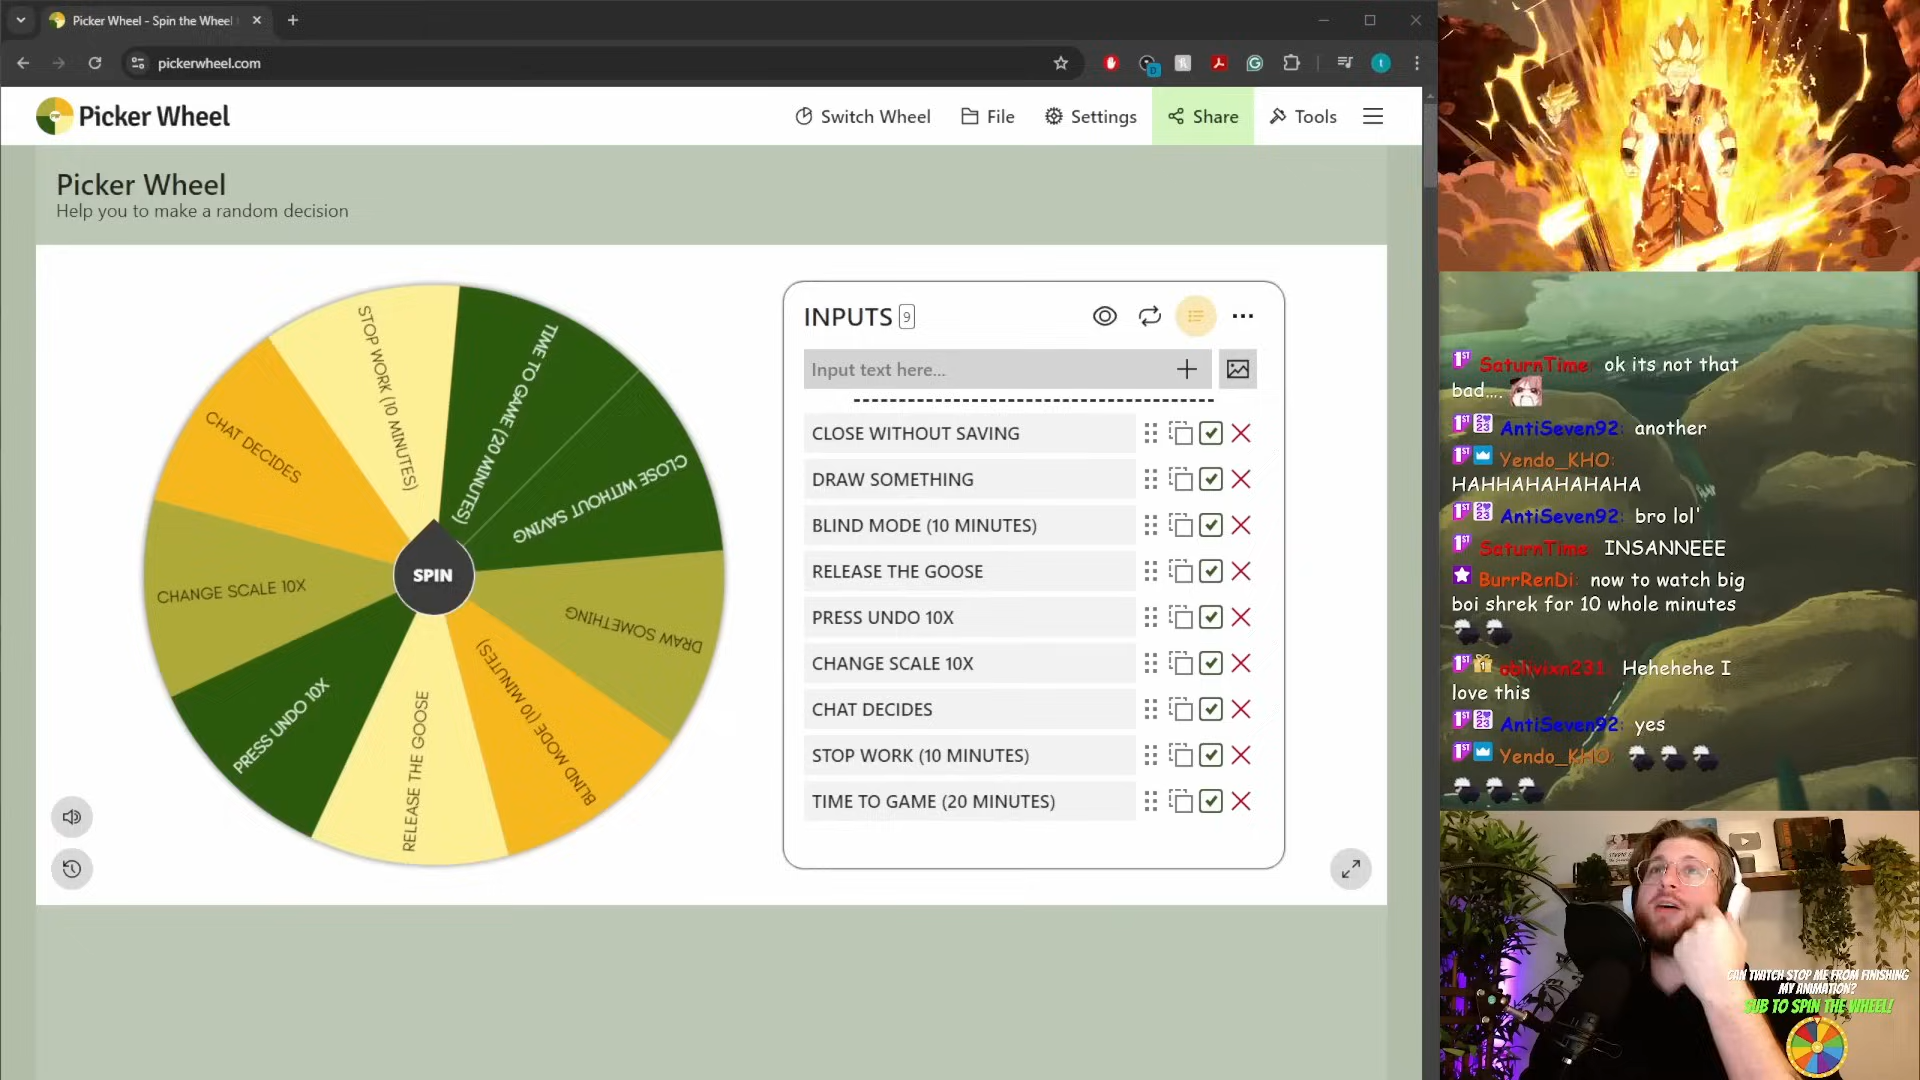 Picker Wheel - Spin the Wheel
pickerwheel.com
Picker Wheel
Switch Wheel
File
Settings
Share
Tools
Picker Wheel
Help you to make a random decision
STOP WORK (10 MINUTES)
TIME TO GAME (20 MINUTES)
CLOSE WITHOUT SAVING
DRAW SOMETHING
BLIND MODE (10 MINUTES)
RELEASE THE GOOSE
PRESS UNDO 10X
CHANGE SCALE 10X
CHAT DECIDES
SPIN
INPUTS 9
Input text here...
CLOSE WITHOUT SAVING
DRAW SOMETHING
BLIND MODE (10 MINUTES)
RELEASE THE GOOSE
PRESS UNDO 10X
CHANGE SCALE 10X
CHAT DECIDES
STOP WORK (10 MINUTES)
TIME TO GAME (20 MINUTES)
SaturnTime: ok its not that
bad....
AntiSeven92: another
Yendo_KHO:
HAHHAHAHAHAHA
AntiSeven92: bro lol'
SaturnTime: INSANNEEE
BurrRenDi: now to watch big
boi shrek for 10 whole minutes
oblivixn231: Hehehehe I
love this
AntiSeven92: yes
Yendo_KHO:
CAN TWITCH STOP ME FROM FINISHING
MY ANIMATION?
SUB TO SPIN THE WHEEL!